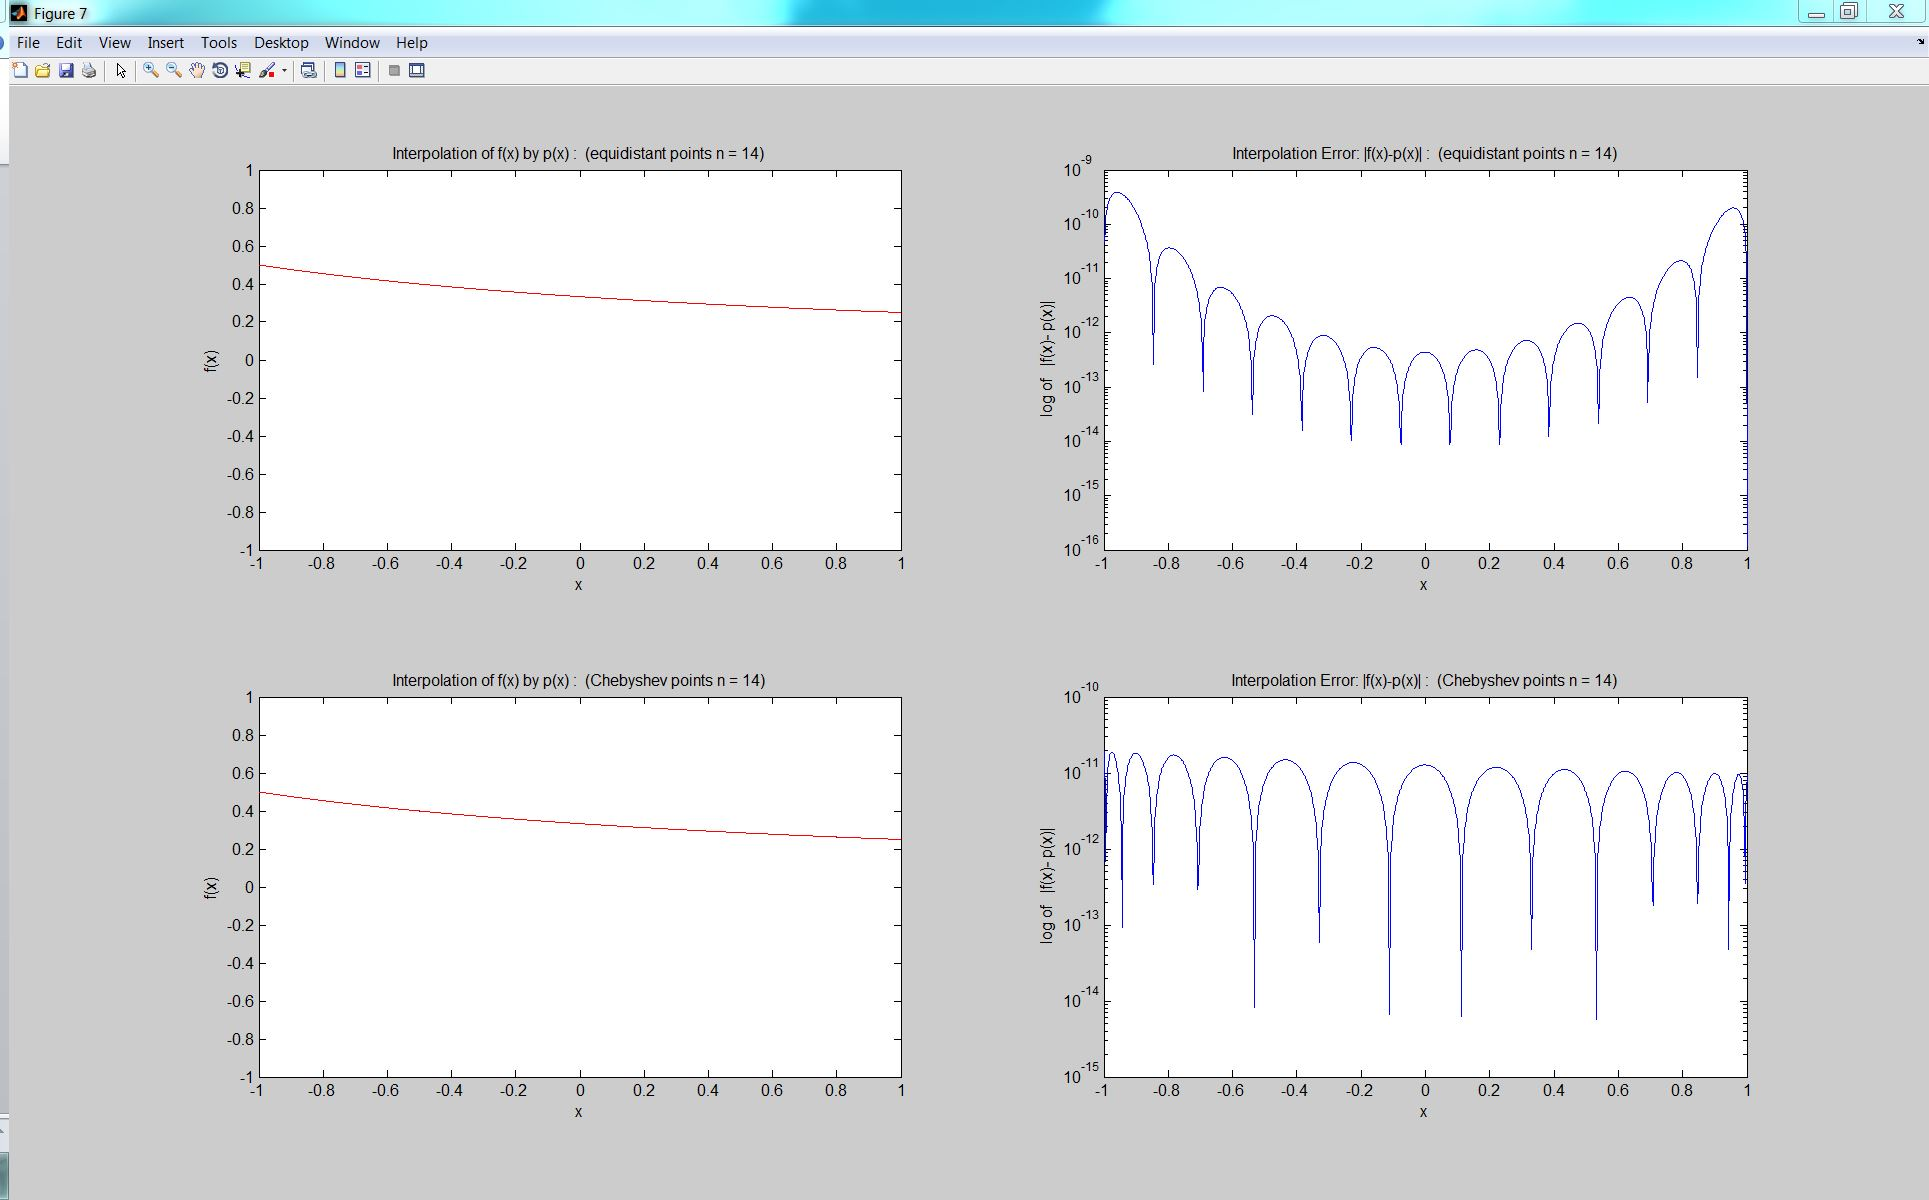 Figure 7
File Edit View Insert Tools Desktop Window Help
Interpolation of f(x) by p(x) : (equidistant points n = 14)
1
0.8
0.6
0.4
0.2
0
-0.2
-0.4
-0.6
-0.8
-1
f(x)
-1 -0.8 -0.6 -0.4 -0.2 0 0.2 0.4 0.6 0.8 1
x
Interpolation Error: |f(x)-p(x)| : (equidistant points n = 14)
10^-9
10^-10
10^-11
10^-12
10^-13
10^-14
10^-15
10^-16
log of |f(x)- p(x)|
-1 -0.8 -0.6 -0.4 -0.2 0 0.2 0.4 0.6 0.8 1
x
Interpolation of f(x) by p(x) : (Chebyshev points n = 14)
1
0.8
0.6
0.4
0.2
0
-0.2
-0.4
-0.6
-0.8
-1
f(x)
-1 -0.8 -0.6 -0.4 -0.2 0 0.2 0.4 0.6 0.8 1
x
Interpolation Error: |f(x)-p(x)| : (Chebyshev points n = 14)
10^-10
10^-11
10^-12
10^-13
10^-14
10^-15
log of |f(x)- p(x)|
-1 -0.8 -0.6 -0.4 -0.2 0 0.2 0.4 0.6 0.8 1
x